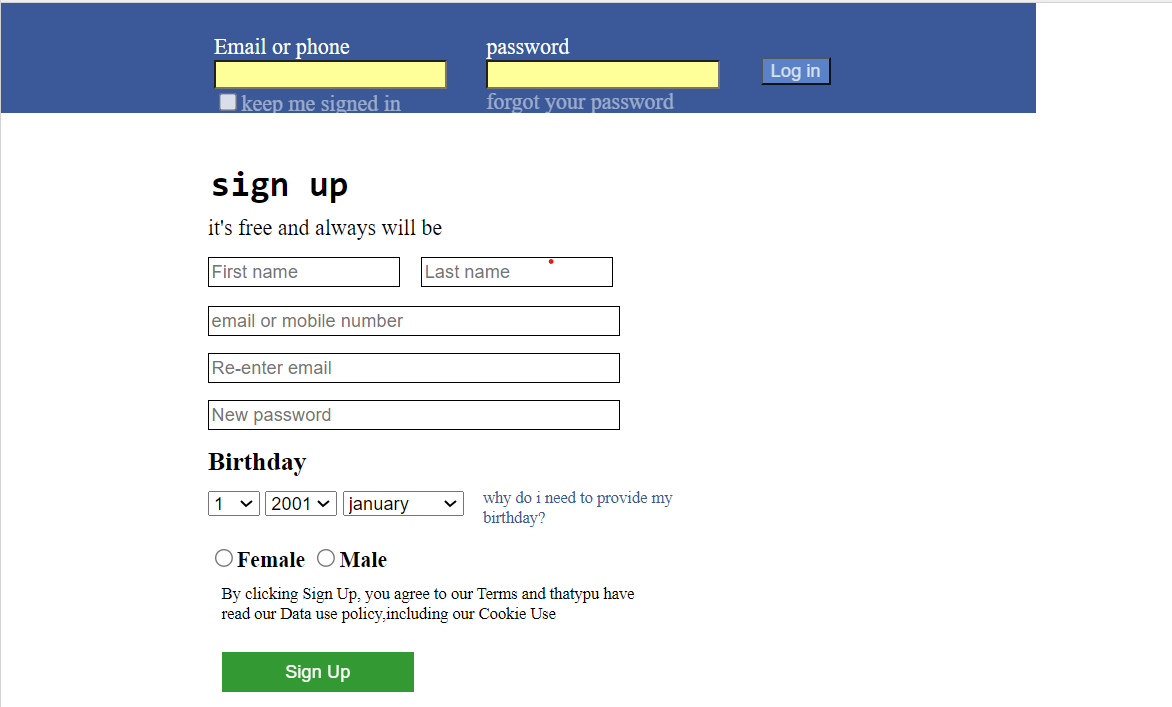 Email or phone password
Log in
keep me signed in forgot your password
sign up
it's free and always will be
First name Last name
email or mobile number
Re-enter email
New password
Birthday
1 2001 january why do i need to provide my
birthday?
Female Male
By clicking Sign Up, you agree to our Terms and thatypu have
read our Data use policy,including our Cookie Use
Sign Up